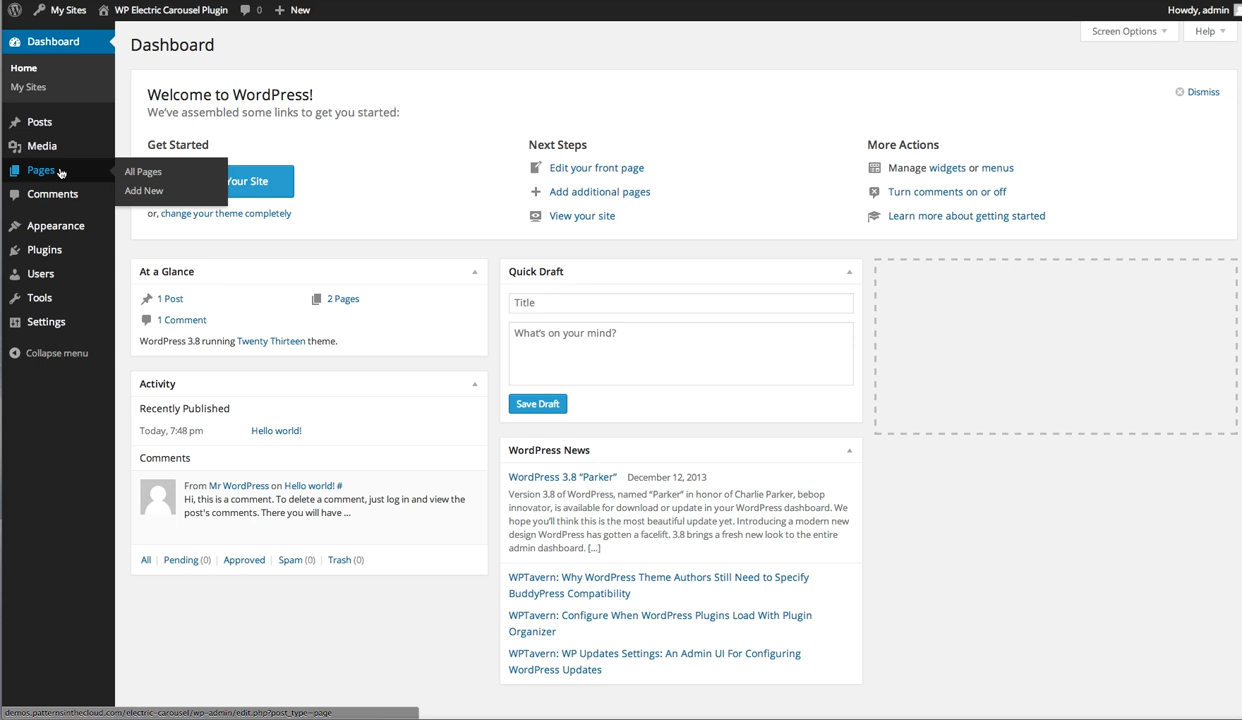 My Sites WP Electric Carousel Plugin 0 + New Howdy, admin
Screen Options Help
Dashboard
Home
My Sites
Posts
Media
Pages
Comments
Appearance
Plugins
Users
Tools
Settings
Collapse menu
All Pages
Add New
Dashboard
Welcome to WordPress!
We've assembled some links to get you started:
Dismiss
Get Started
Your Site
or, change your theme completely
Next Steps
Edit your front page
Add additional pages
View your site
More Actions
Manage widgets or menus
Turn comments on or off
Learn more about getting started
At a Glance
1 Post 2 Pages
1 Comment
WordPress 3.8 running Twenty Thirteen theme.
Activity
Recently Published
Today, 7:48 pm Hello world!
Comments
From Mr WordPress on Hello world! #
Hi, this is a comment. To delete a comment, just log in and view the
post's comments. There you will have ...
All | Pending (0) | Approved | Spam (0) | Trash (0)
Quick Draft
Title
What's on your mind?
Save Draft
WordPress News
WordPress 3.8 "Parker" December 12, 2013
Version 3.8 of WordPress, named "Parker" in honor of Charlie Parker, bebop
innovator, is available for download or update in your WordPress dashboard. We
hope you'll think this is the most beautiful update yet. Introducing a modern new
design WordPress has gotten a facelift. 3.8 brings a fresh new look to the entire
admin dashboard. [...]
WPTavern: Why WordPress Theme Authors Still Need to Specify
BuddyPress Compatibility
WPTavern: Configure When WordPress Plugins Load With Plugin
Organizer
WPTavern: WP Updates Settings: An Admin UI For Configuring
WordPress Updates
demos.patternsinthecloud.com/electric-carousel/wp-admin/edit.php?post_type=page